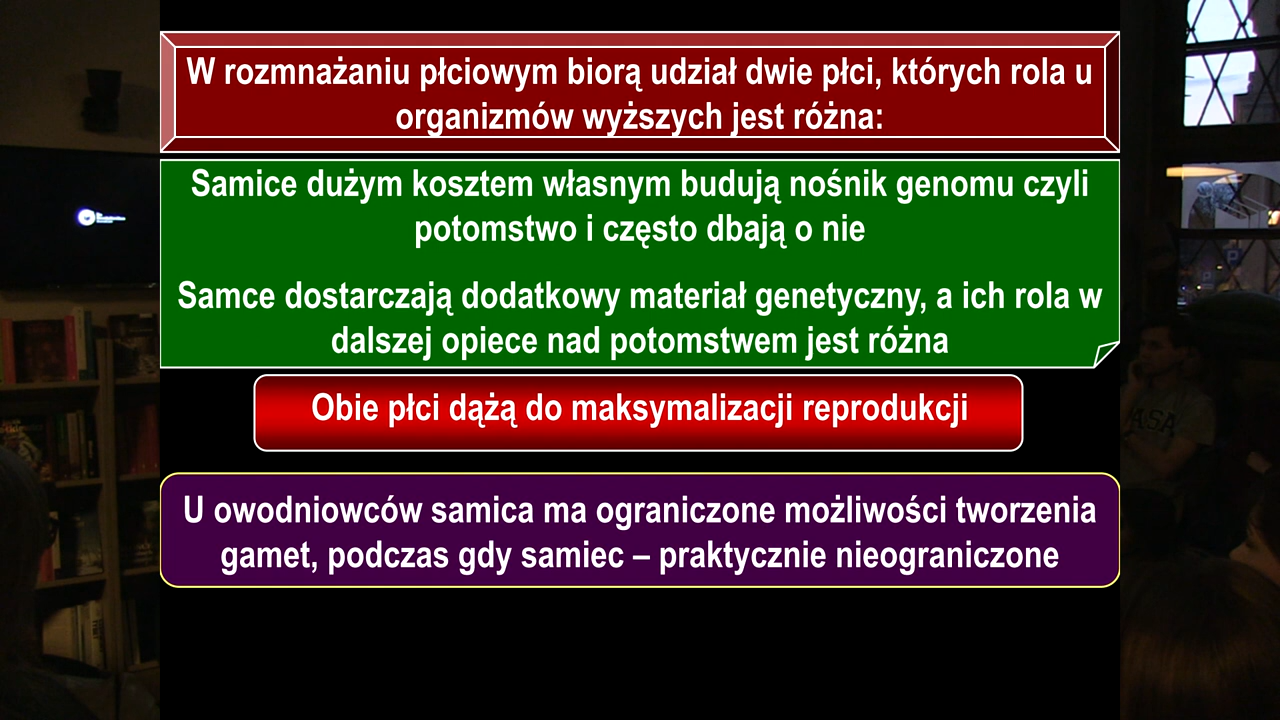 W rozmnażaniu płciowym biorą udział dwie płci, których rola u
organizmów wyższych jest różna:
Samice dużym kosztem własnym budują nośnik genomu czyli
potomstwo i często dbają o nie
Samce dostarczają dodatkowy materiał genetyczny, a ich rola w
dalszej opiece nad potomstwem jest różna
Obie płci dążą do maksymalizacji reprodukcji
U owodniowców samica ma ograniczone możliwości tworzenia
gamet, podczas gdy samiec – praktycznie nieograniczone